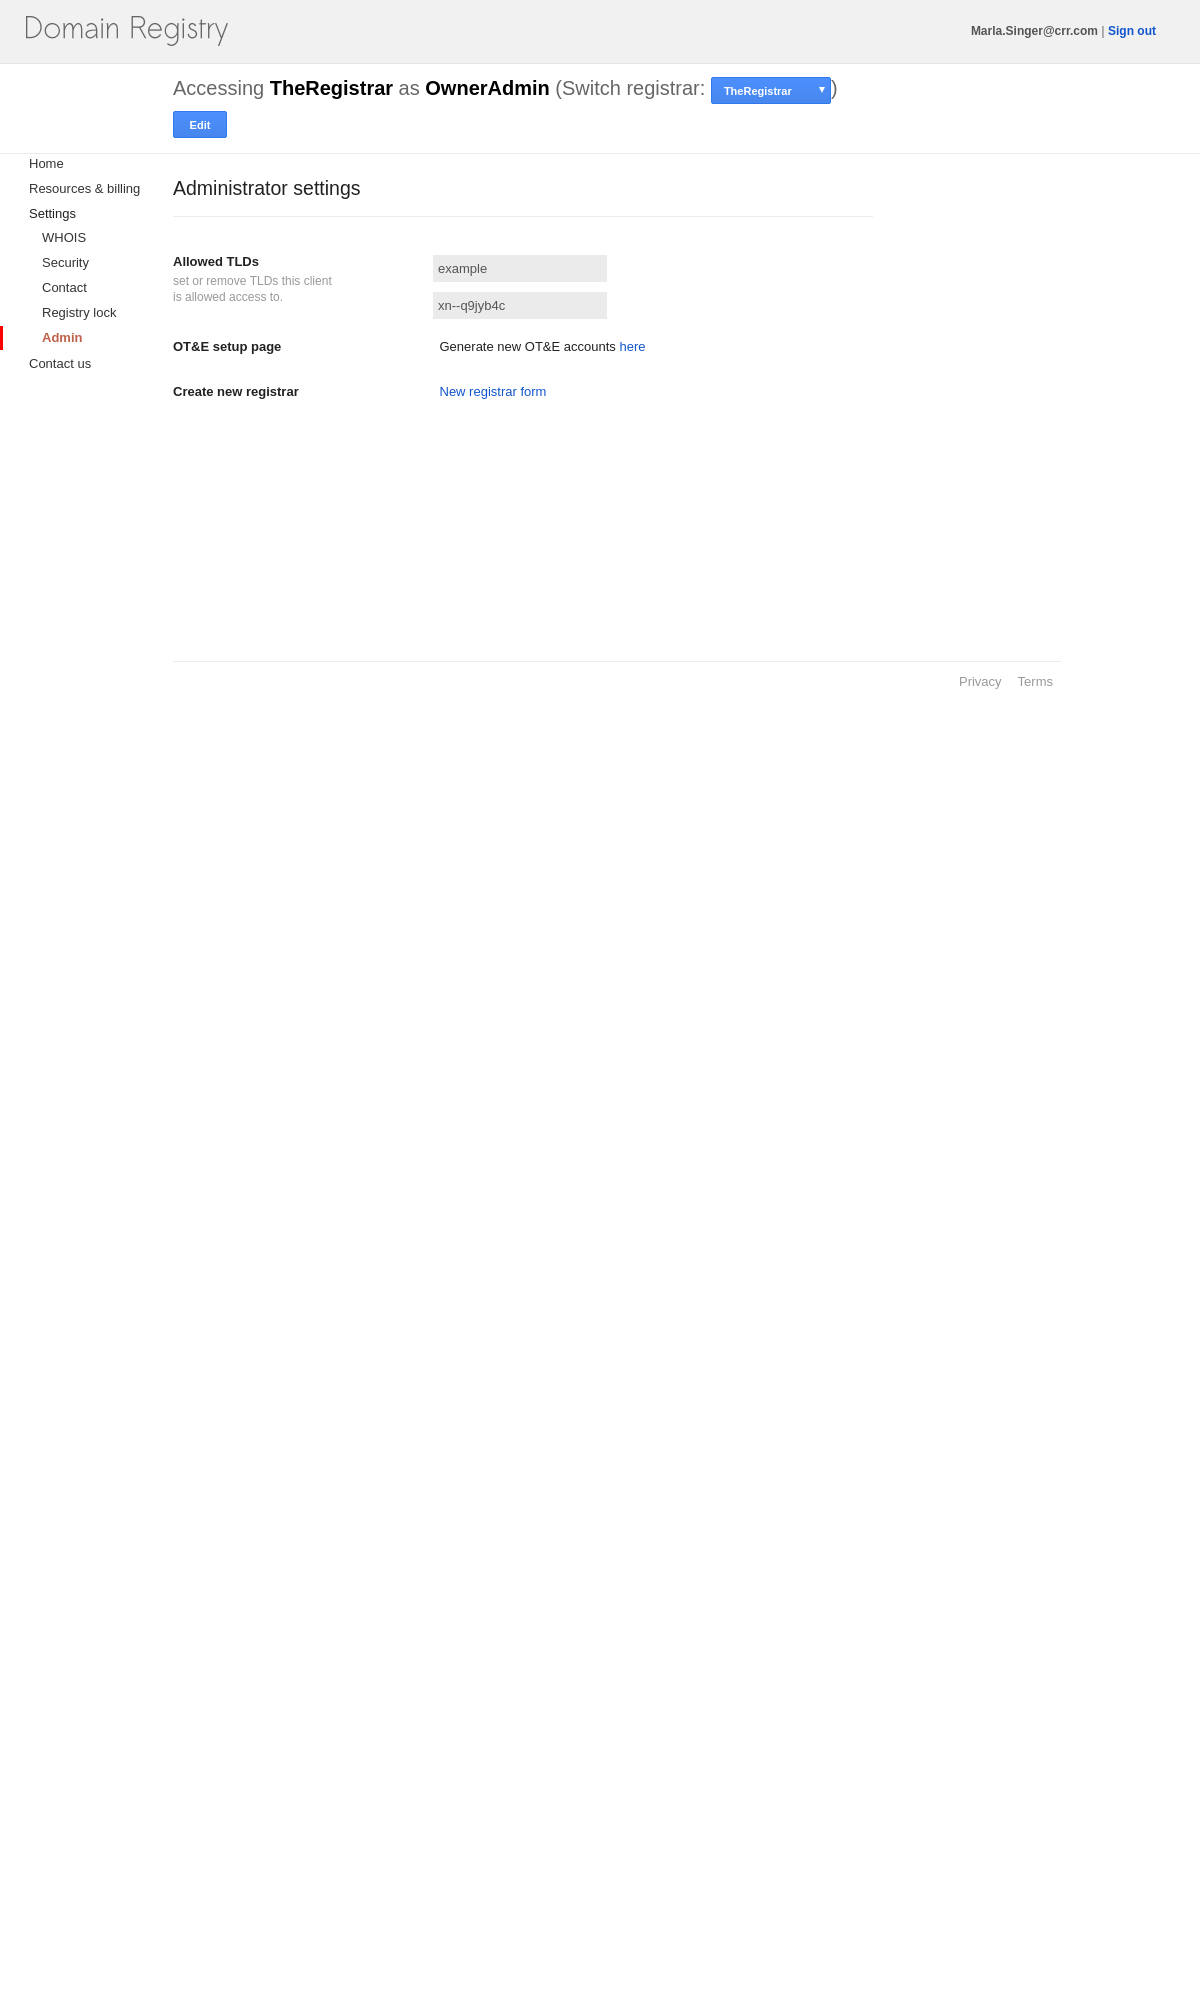 Domain Registry
Marla.Singer@crr.com | Sign out
Accessing TheRegistrar as OwnerAdmin (Switch registrar: TheRegistrar ▼)
Edit
Home
Resources & billing
Settings
WHOIS
Security
Contact
Registry lock
Admin
Contact us
Administrator settings
Allowed TLDs
set or remove TLDs this client
is allowed access to.
example
xn--q9jyb4c
OT&E setup page
Generate new OT&E accounts here
Create new registrar
New registrar form
Privacy Terms